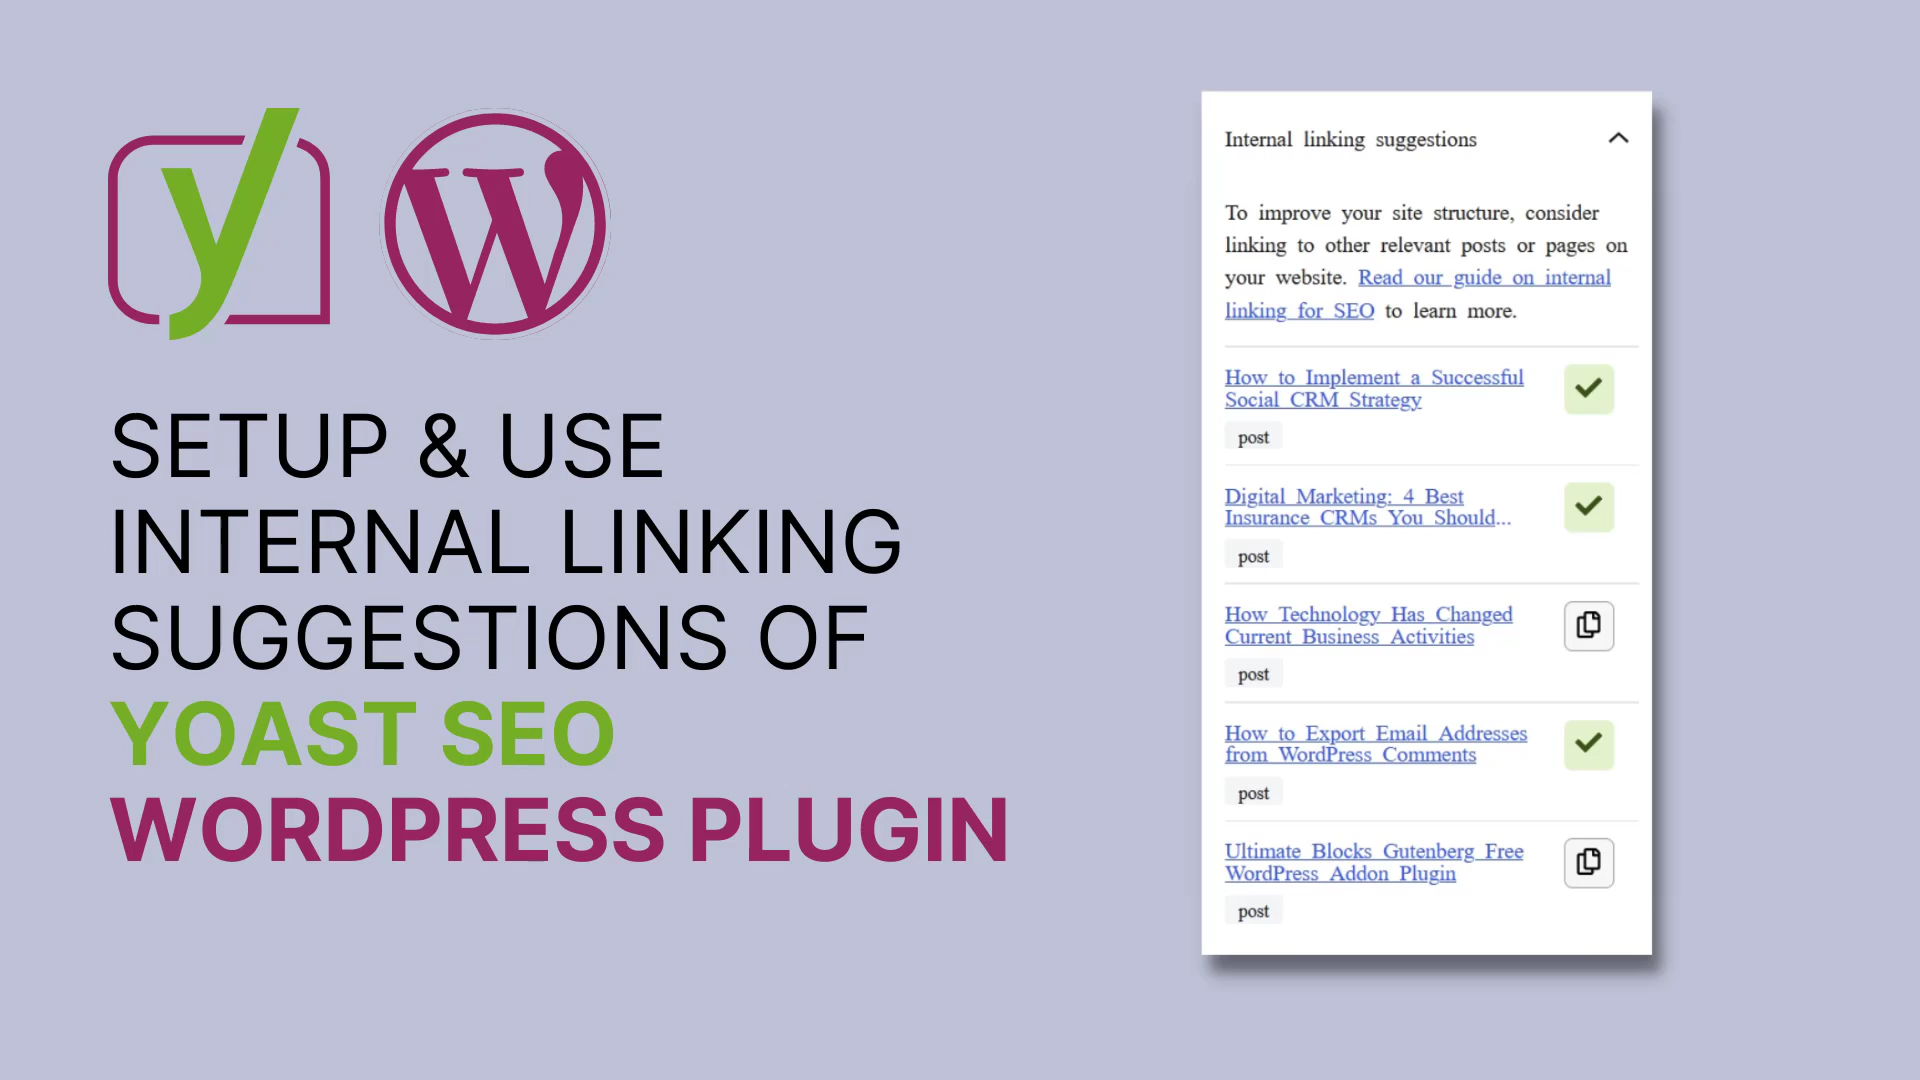 SETUP & USE
INTERNAL LINKING
SUGGESTIONS OF
YOAST SEO
WORDPRESS PLUGIN
Internal linking suggestions
To improve your site structure, consider
linking to other relevant posts or pages on
your website. Read our guide on internal
linking for SEO to learn more.
How to Implement a Successful
Social CRM Strategy
post
Digital Marketing: 4 Best
Insurance CRMs You Should...
post
How Technology Has Changed
Current Business Activities
post
How to Export Email Addresses
from WordPress Comments
post
Ultimate Blocks Gutenberg Free
WordPress Addon Plugin
post